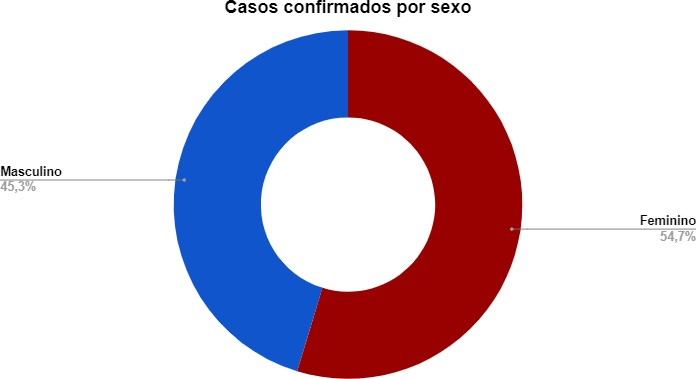 Casos confirmados por sexo
Masculino
45,3%
Feminino
54,7%